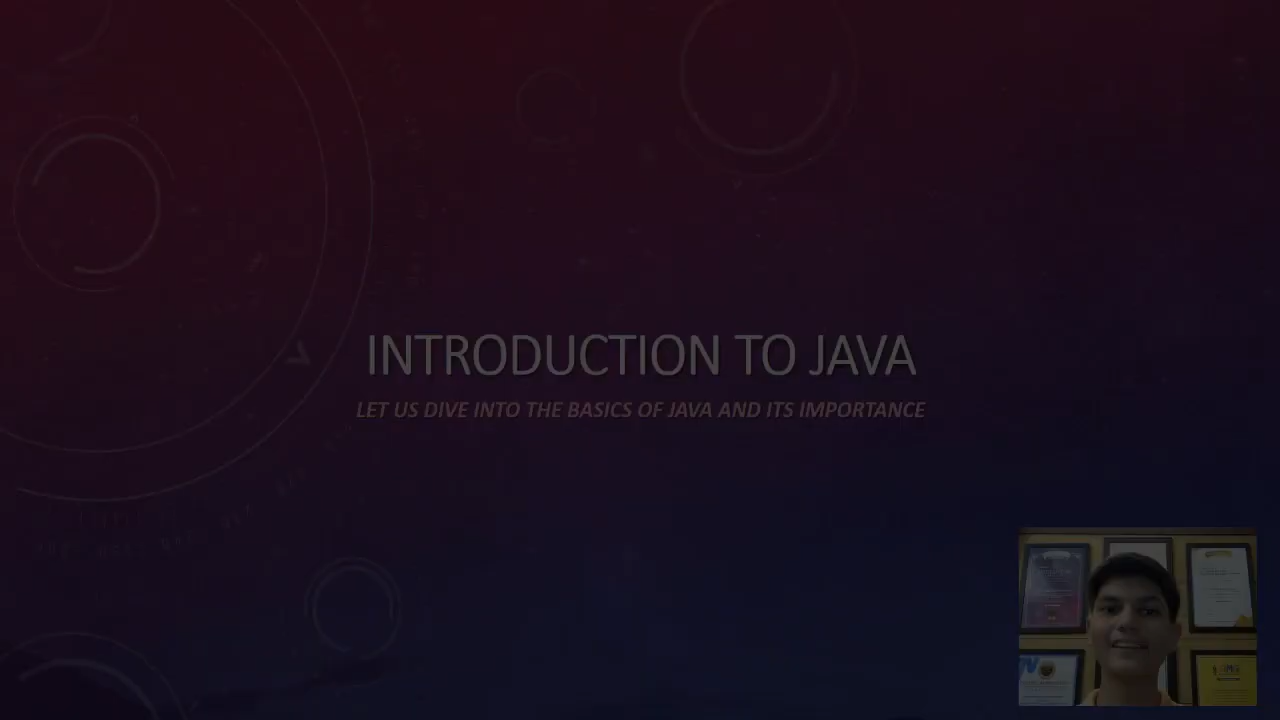 INTRODUCTION TO JAVA
LET US DIVE INTO THE BASICS OF JAVA AND ITS IMPORTANCE